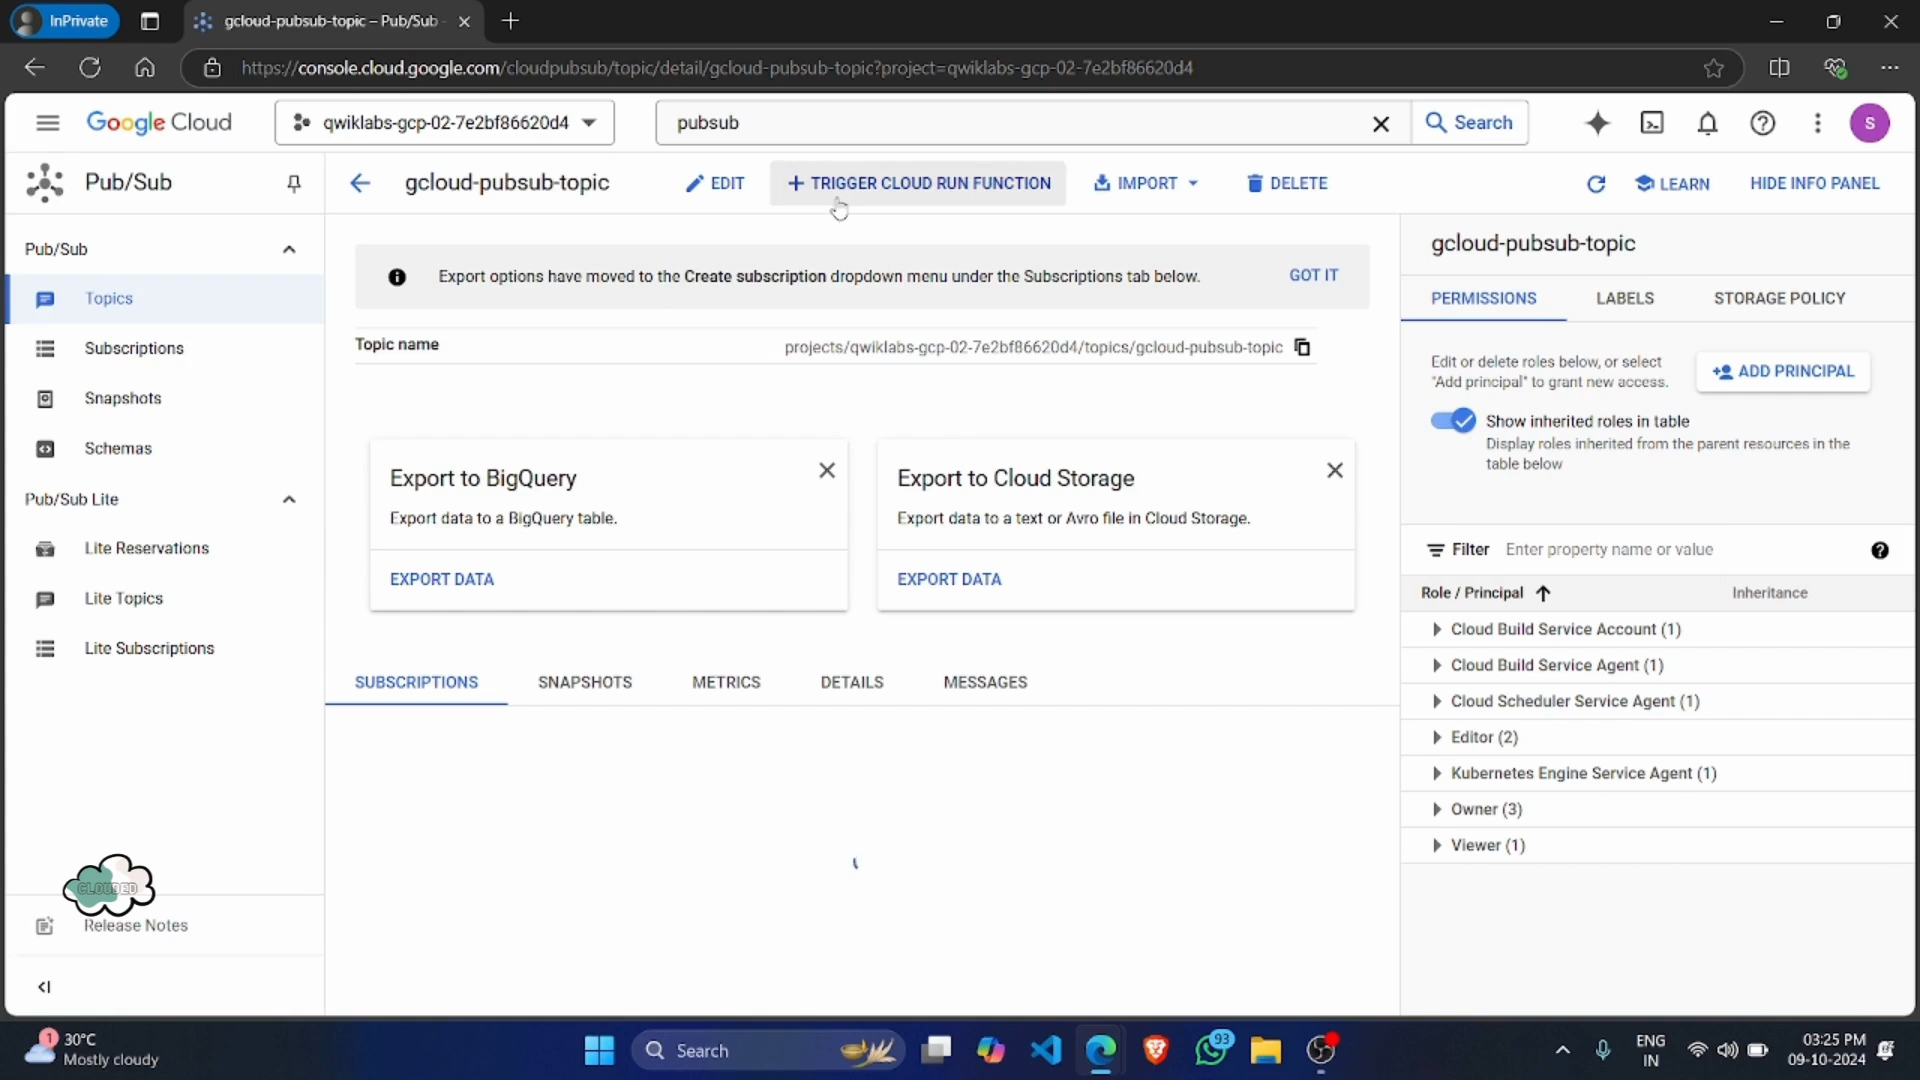 InPrivate
gcloud-pubsub-topic – Pub/Sub -
https://console.cloud.google.com/cloudpubsub/topic/detail/gcloud-pubsub-topic?project=qwiklabs-gcp-02-7e2bf86620d4
Google Cloud
qwiklabs-gcp-02-7e2bf86620d4
pubsub
Search
S
Pub/Sub
gcloud-pubsub-topic
EDIT
TRIGGER CLOUD RUN FUNCTION
IMPORT
DELETE
LEARN
HIDE INFO PANEL
Pub/Sub
Topics
Subscriptions
Snapshots
Schemas
Pub/Sub Lite
Lite Reservations
Lite Topics
Lite Subscriptions
CLOUDED
Release Notes
Export options have moved to the Create subscription dropdown menu under the Subscriptions tab below.
GOT IT
Topic name
projects/qwiklabs-gcp-02-7e2bf86620d4/topics/gcloud-pubsub-topic
Export to BigQuery
Export data to a BigQuery table.
EXPORT DATA
Export to Cloud Storage
Export data to a text or Avro file in Cloud Storage.
EXPORT DATA
SUBSCRIPTIONS
SNAPSHOTS
METRICS
DETAILS
MESSAGES
gcloud-pubsub-topic
PERMISSIONS
LABELS
STORAGE POLICY
Edit or delete roles below, or select
"Add principal" to grant new access.
ADD PRINCIPAL
Show inherited roles in table
Display roles inherited from the parent resources in the
table below
Filter
Enter property name or value
Role / Principal
Inheritance
Cloud Build Service Account (1)
Cloud Build Service Agent (1)
Cloud Scheduler Service Agent (1)
Editor (2)
Kubernetes Engine Service Agent (1)
Owner (3)
Viewer (1)
1
30°C
Mostly cloudy
Search
93
ENG
IN
03:25 PM
09-10-2024